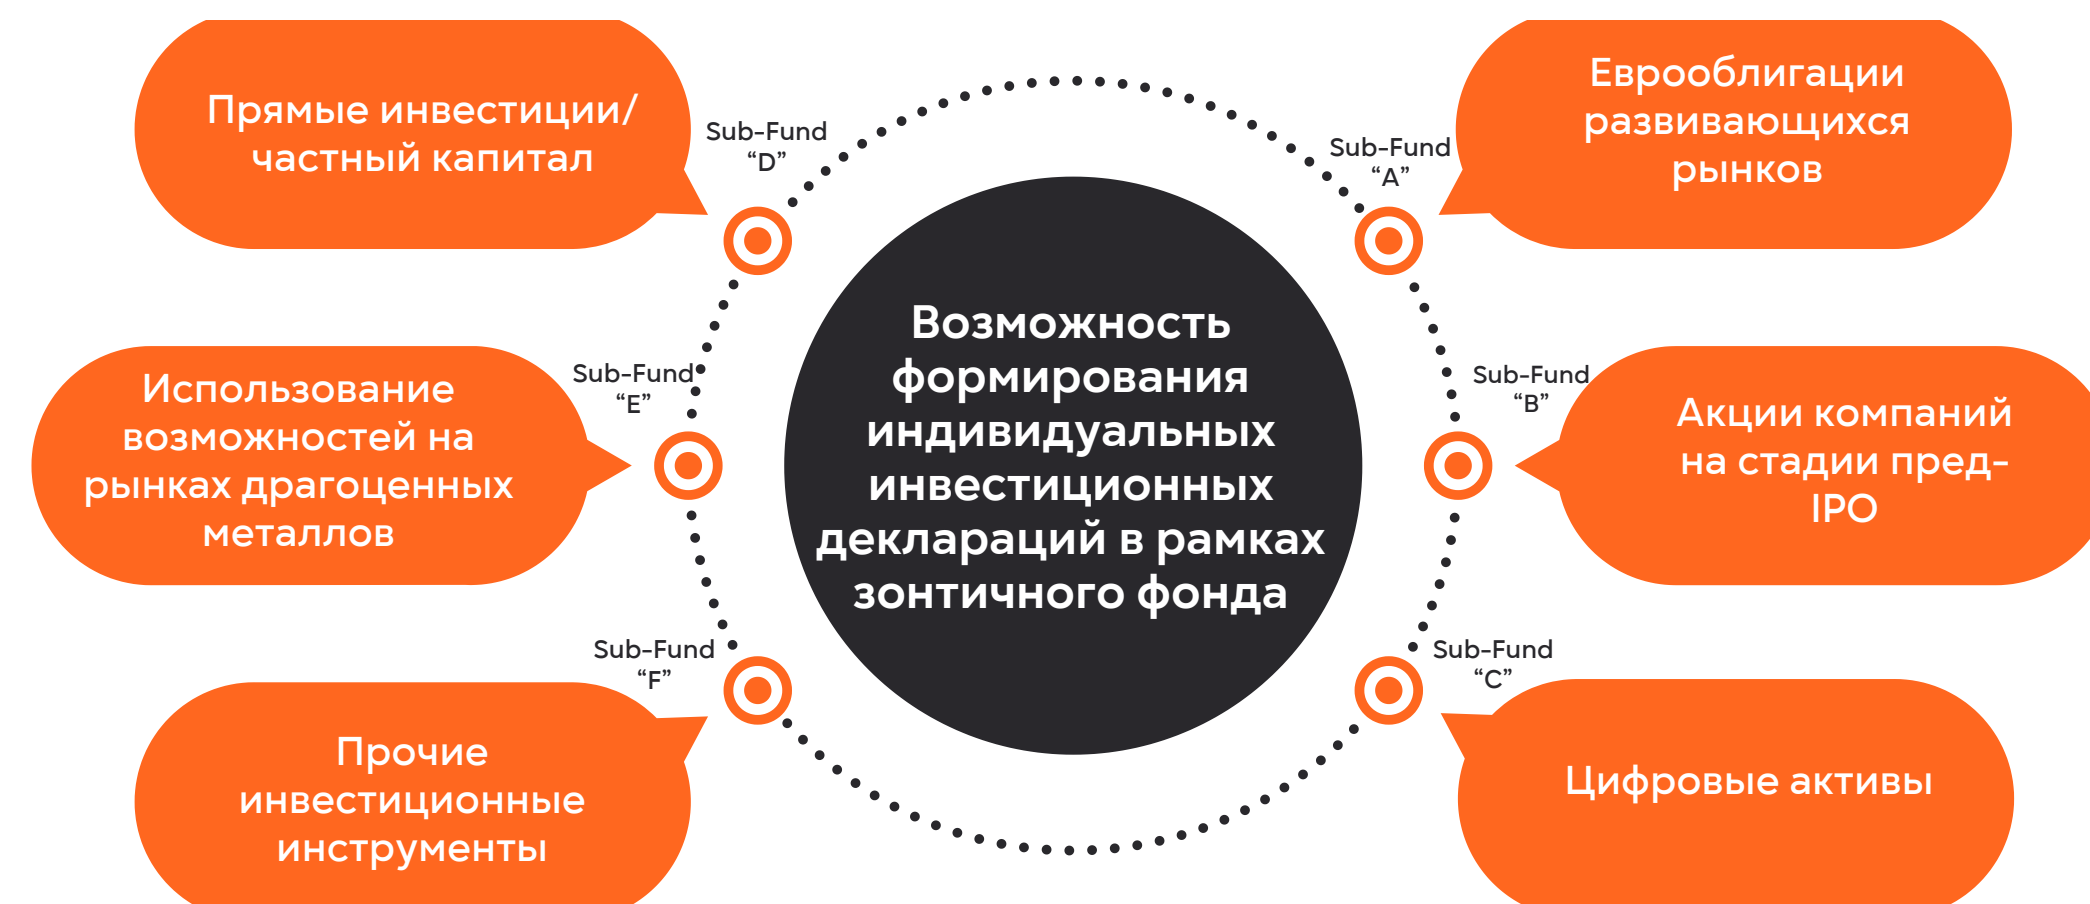 Прямые инвестиции/
частный капитал
Sub-Fund
“D”
Sub-Fund
“A”
Еврооблигации
развивающихся
рынков
Возможность
формирования
индивидуальных
инвестиционных
деклараций в рамках
зонтичного фонда
Использование
возможностей на
рынках драгоценных
металлов
Sub-Fund
“E”
Sub-Fund
“B”
Акции компаний
на стадии пред-
IPO
Sub-Fund
“F”
Прочие
инвестиционные
инструменты
Sub-Fund
“C”
Цифровые активы